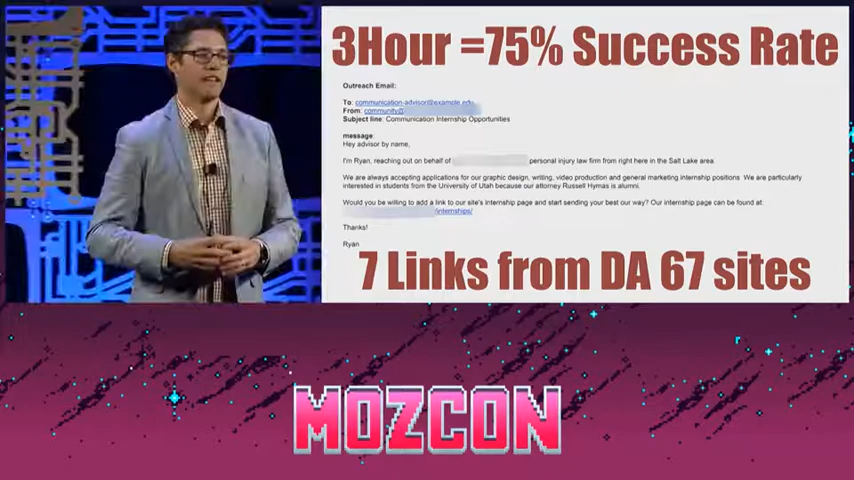 3Hour =75% Success Rate
Outreach Email:
To: communication-advisor@example.edu
From: community@
Subject line: Communication Internship Opportunities
message:
Hey advisor by name,
I'm Ryan, reaching out on behalf of personal injury law firm from right here in the Salt Lake area.
We are always accepting applications for our graphic design, writing, video production and general marketing internship positions We are particularly
interested in students from the University of Utah because our attorney Russell Hymas is alumni.
Would you be willing to add a link to our site's internship page and start sending your best our way? Our internship page can be found at:
/internships/
Thanks!
Ryan
7 Links from DA 67 sites
MOZCON